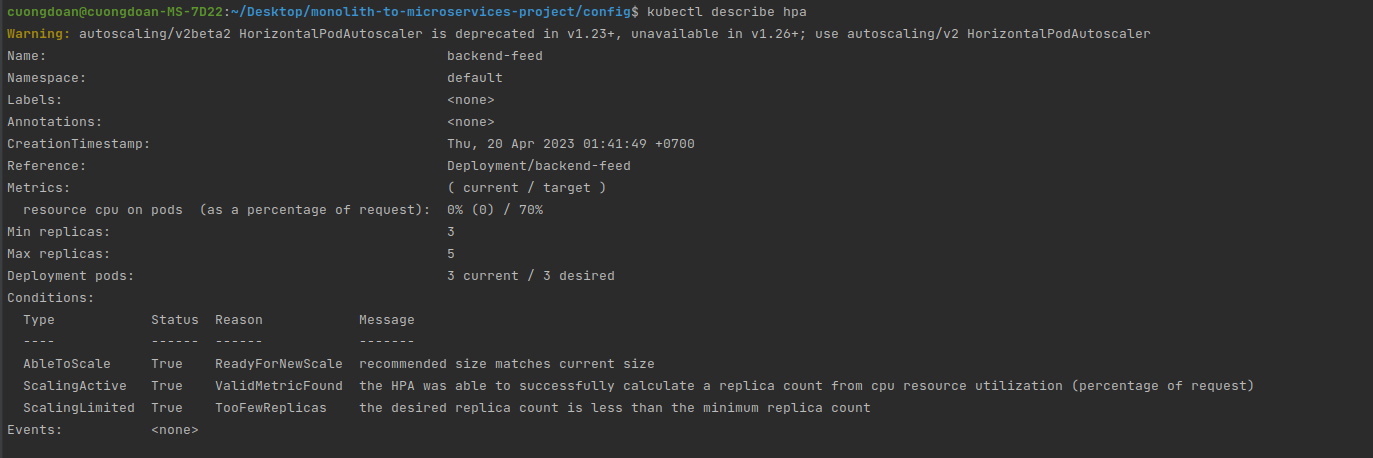 cuongdoan@cuongdoan-MS-7D22:~/Desktop/monolith-to-microservices-project/config$ kubectl describe hpa
Warning: autoscaling/v2beta2 HorizontalPodAutoscaler is deprecated in v1.23+, unavailable in v1.26+; use autoscaling/v2 HorizontalPodAutoscaler
Name: backend-feed
Namespace: default
Labels: <none>
Annotations: <none>
CreationTimestamp: Thu, 20 Apr 2023 01:41:49 +0700
Reference: Deployment/backend-feed
Metrics: ( current / target )
resource cpu on pods (as a percentage of request): 0% (0) / 70%
Min replicas: 3
Max replicas: 5
Deployment pods: 3 current / 3 desired
Conditions:
Type Status Reason Message
---- ------ ------ -------
AbleToScale True ReadyForNewScale recommended size matches current size
ScalingActive True ValidMetricFound the HPA was able to successfully calculate a replica count from cpu resource utilization (percentage of request)
ScalingLimited True TooFewReplicas the desired replica count is less than the minimum replica count
Events: <none>